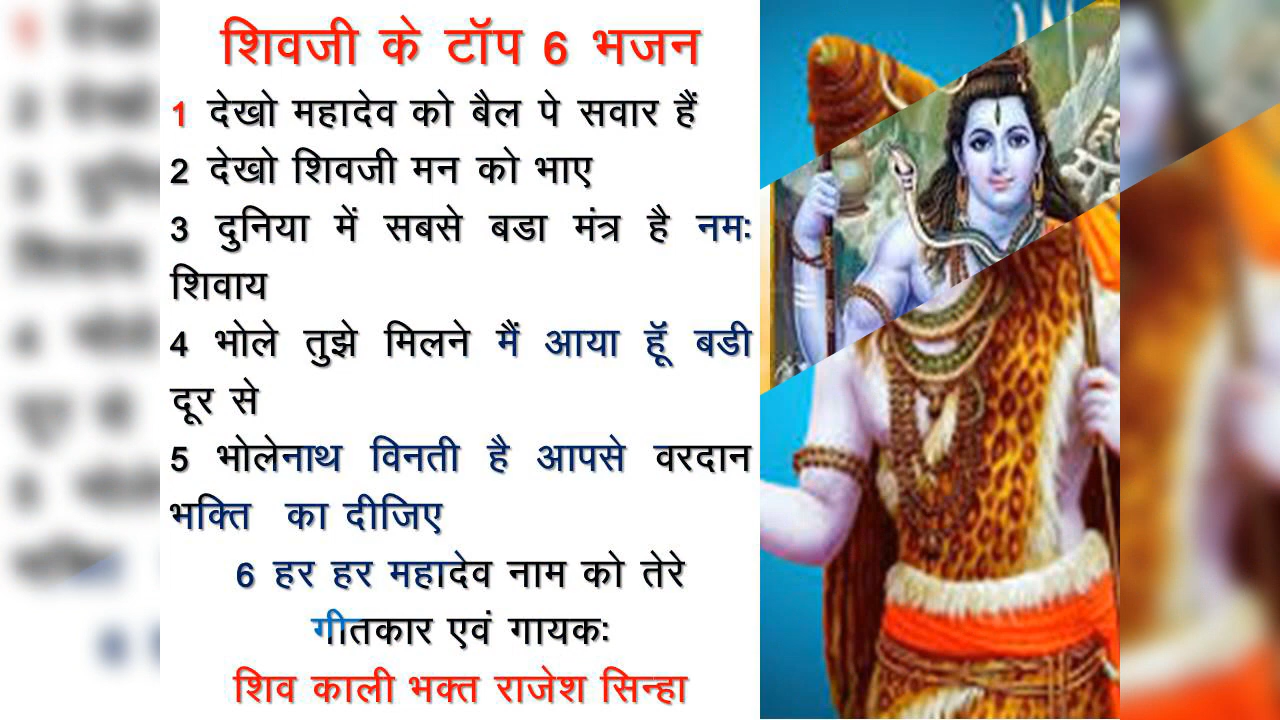 शिवजी के टॉप 6 भजन
1 देखो महादेव को बैल पे सवार हैं
2 देखो शिवजी मन को भाए
3 दुनिया में सबसे बडा मंत्र है नमः
शिवाय
4 भोले तुझे मिलने मैं आया हूॅं बडी
दूर से
5 भोलेनाथ विनती है आपसे वरदान
भक्ति का दीजिए
6 हर हर महादेव नाम को तेरे
गीतकार एवं गायकः
शिव काली भक्त राजेश सिन्हा